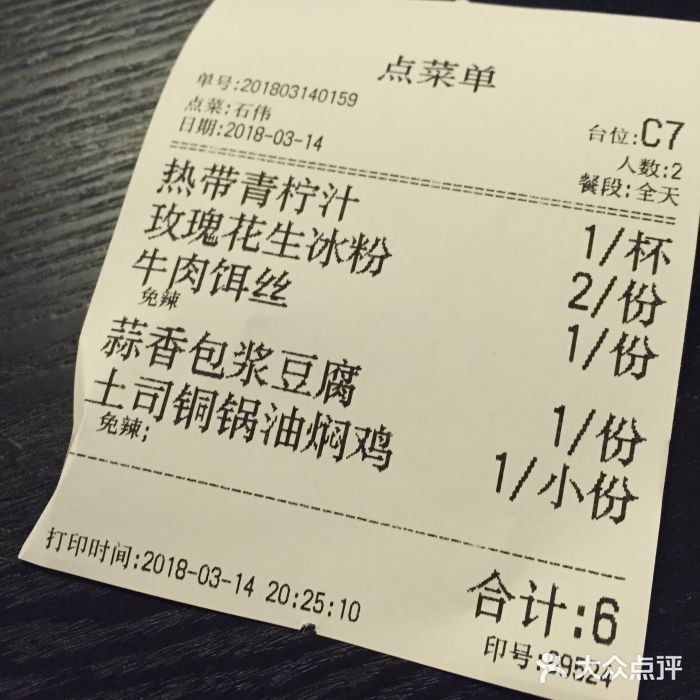 点菜单
单号:201803140159
点菜:石伟
台位:C7
日期:2018-03-14
人数:2
餐段:全天
热带青柠汁 1/杯
玫瑰花生冰粉 2/份
牛肉饵丝 1/份
免辣
蒜香包浆豆腐 1/份
土司铜锅油焖鸡 1/小份
免辣;
合计:6
打印时间:2018-03-14 20:25:10
印号:
大众点评